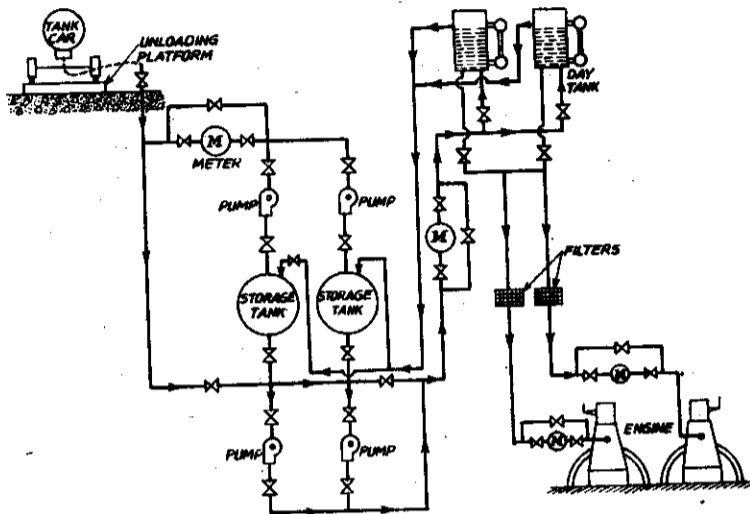 TANK
CAR
UNLOADING
PLATFORM
DAY
TANK
M
METER
PUMP
PUMP
M
FILTERS
STORAGE
TANK
STORAGE
TANK
M
ENGINE
M
PUMP
PUMP